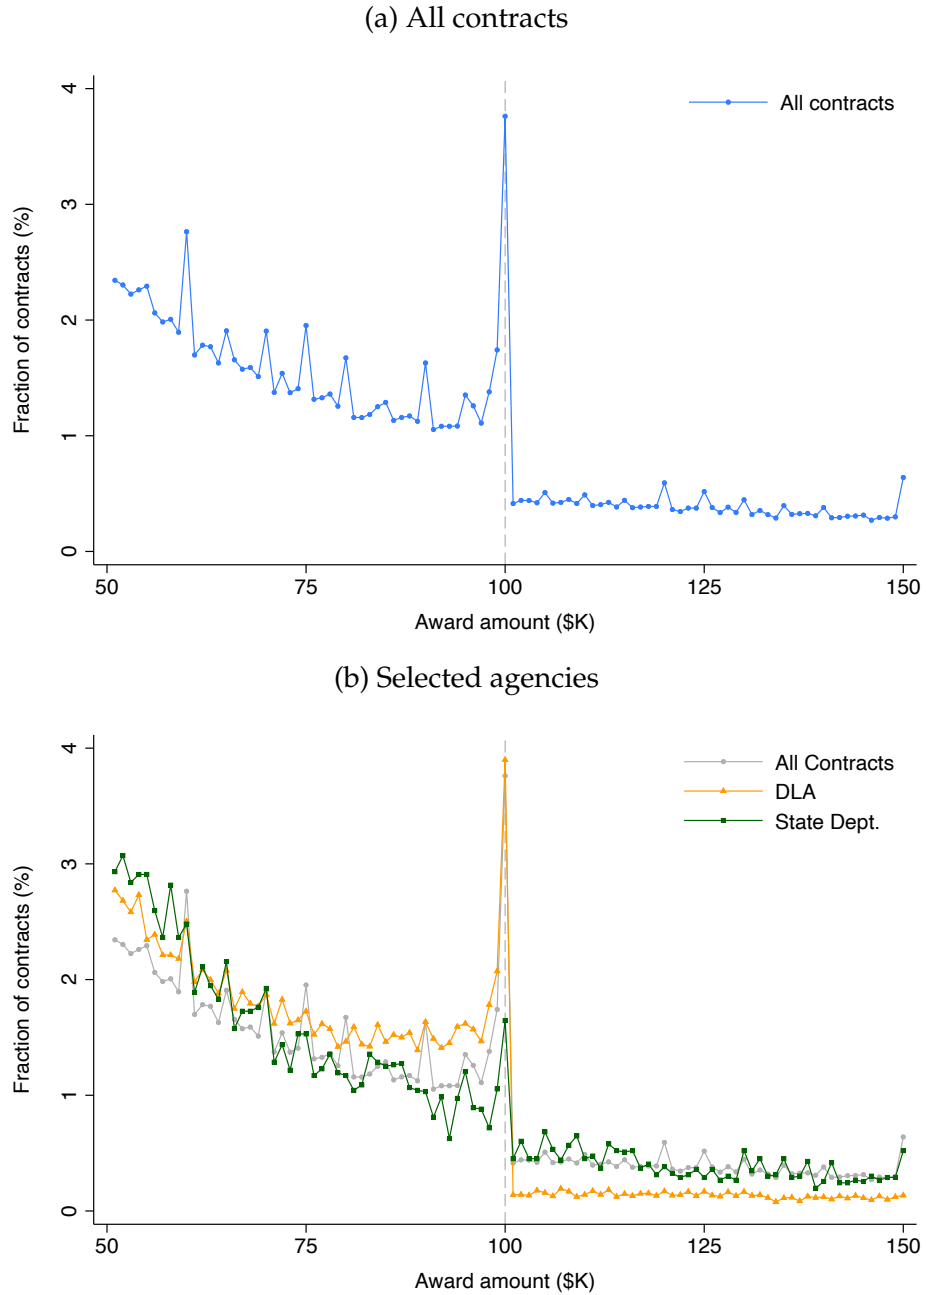 (a) All contracts
4
3
2
1
0
Fraction of contracts (%)
All contracts
50 75 100 125 150
Award amount ($K)
(b) Selected agencies
4
3
2
1
0
Fraction of contracts (%)
All Contracts
DLA
State Dept.
50 75 100 125 150
Award amount ($K)